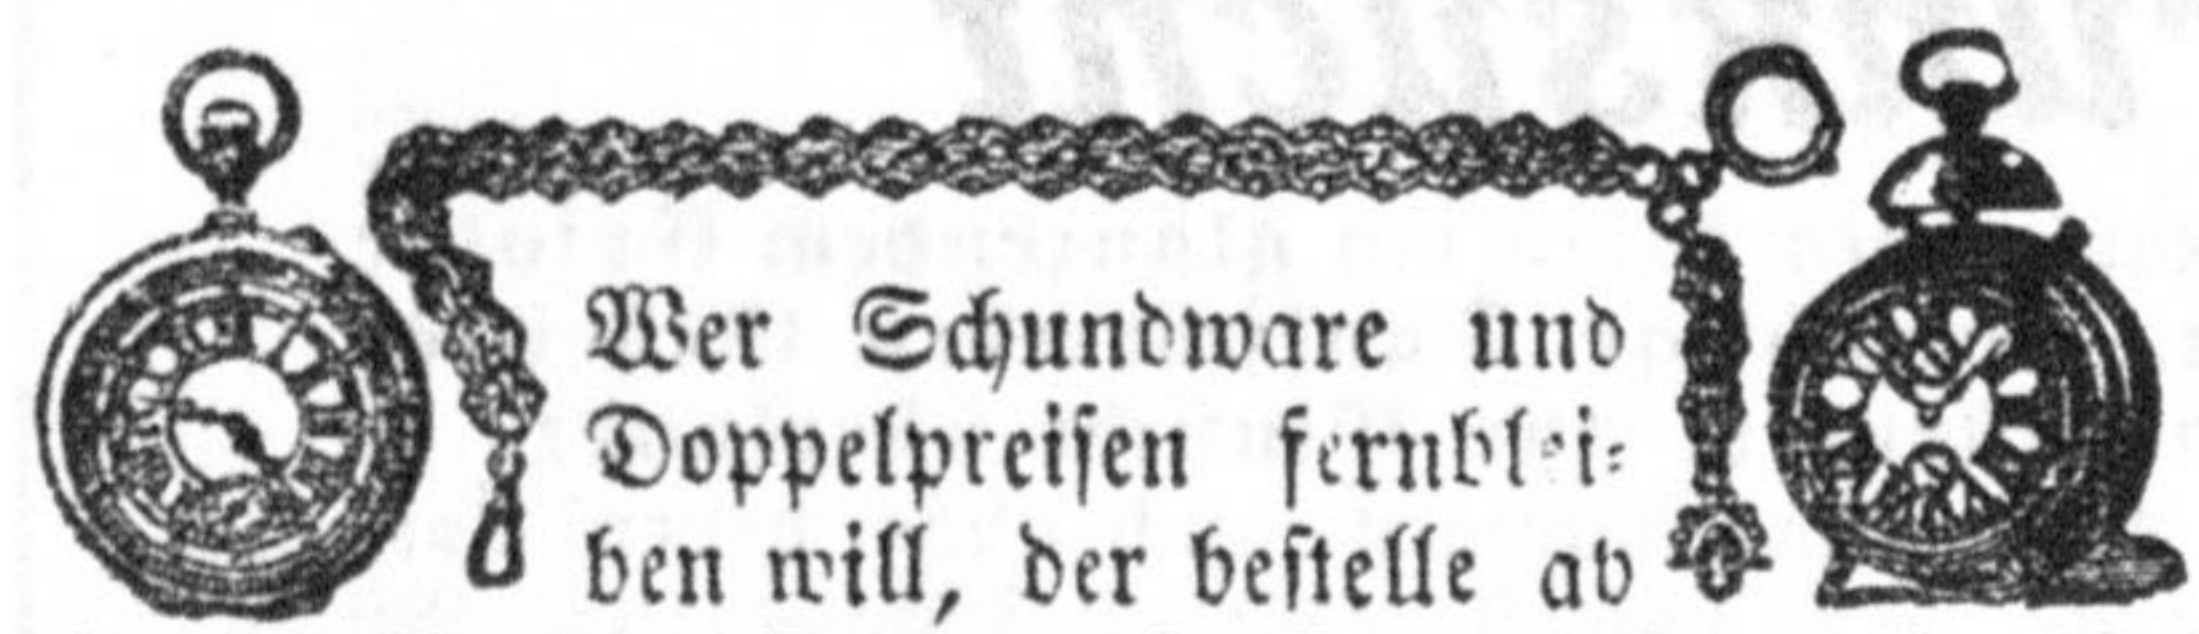 Wer Schundware und
Doppelpreisen fernblei-
ben will, der bestelle ab